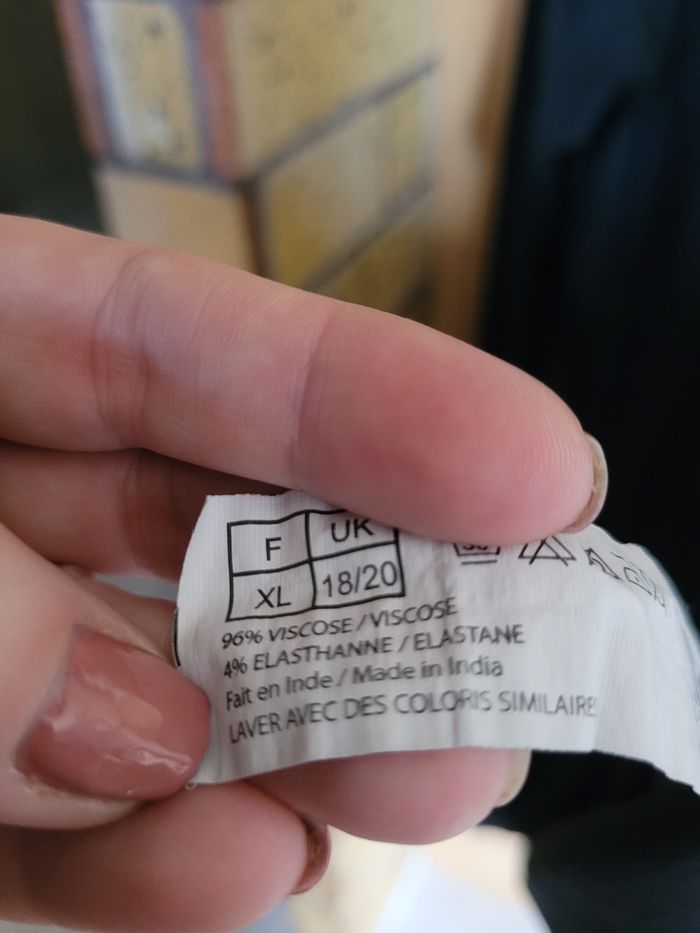 F UK
XL 18/20
96% VISCOSE / VISCOSE
4% ELASTHANNE / ELASTANE
Fait en Inde / Made in India
LAVER AVEC DES COLORIS SIMILAIRE